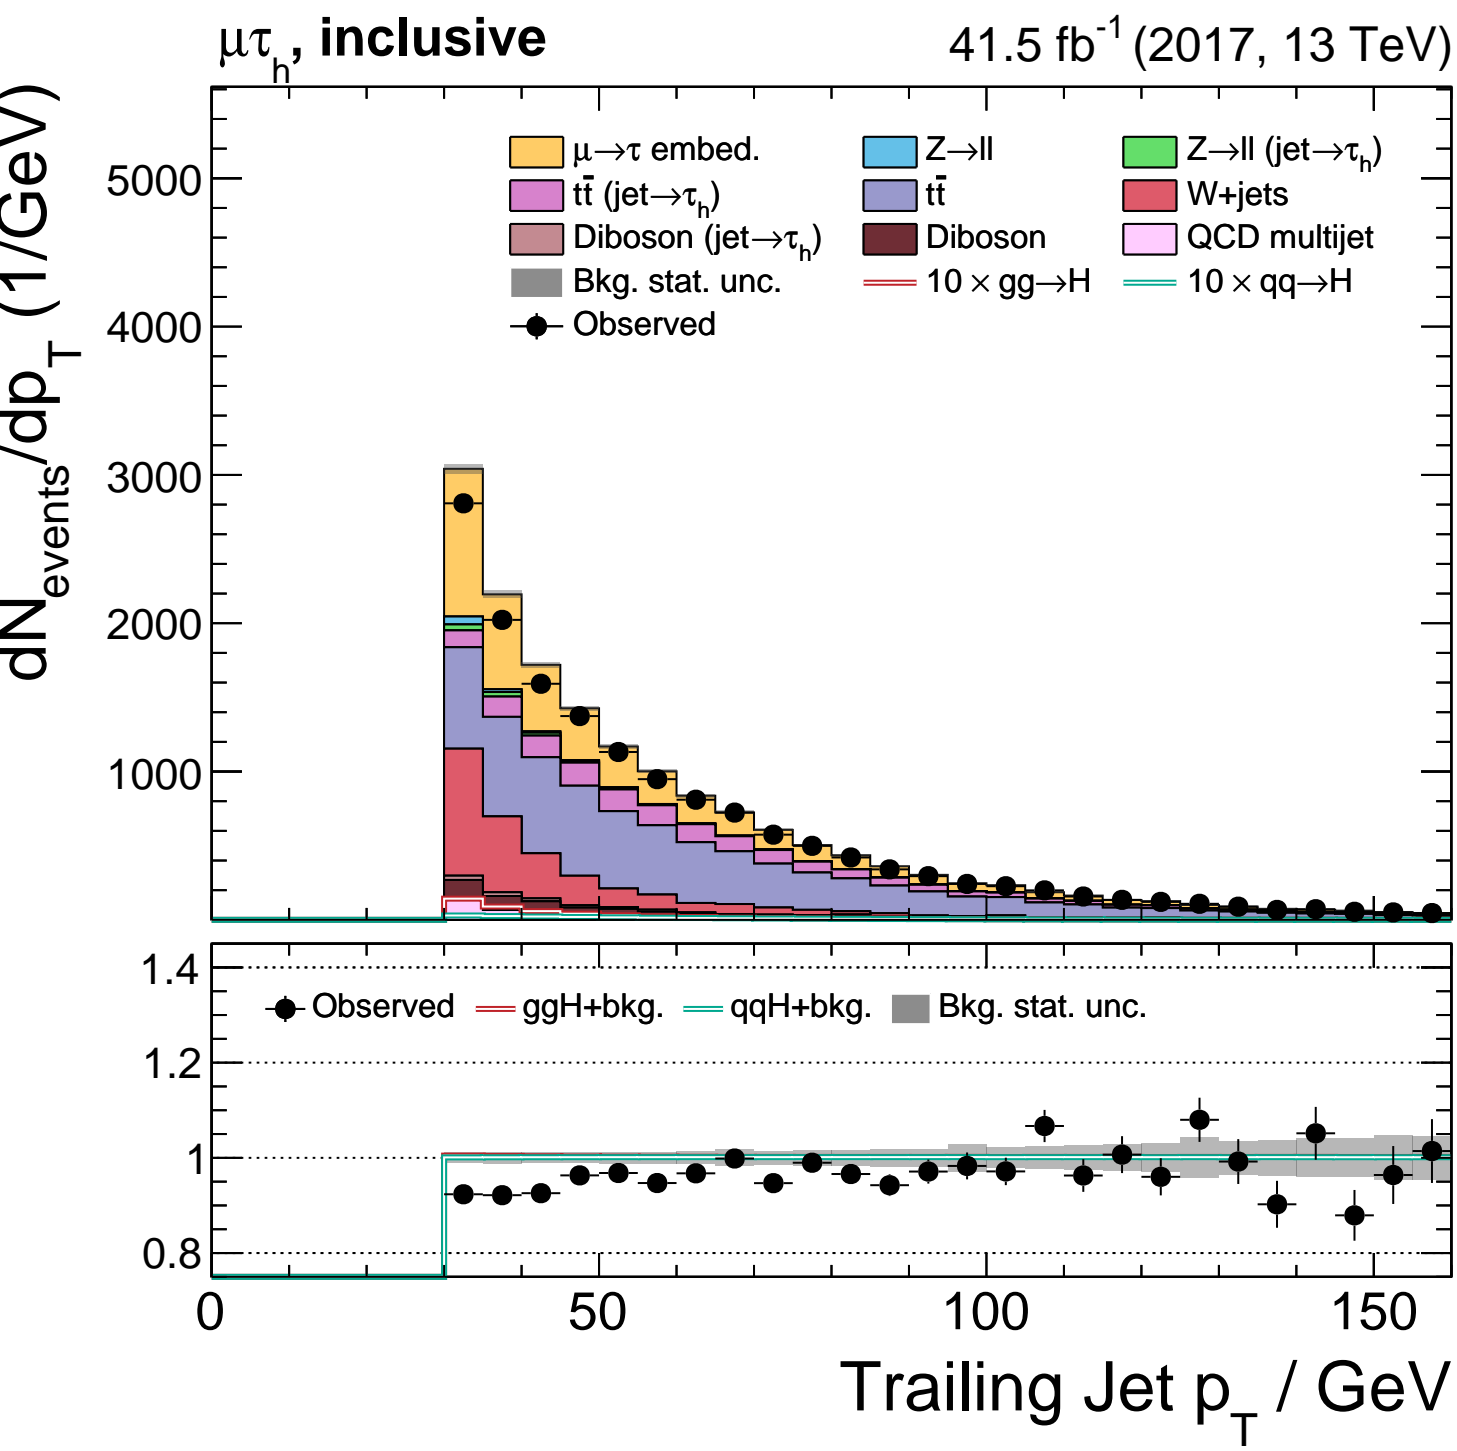 μτh, inclusive 41.5 fb-1 (2017, 13 TeV)
dNevents/dpT (1/GeV)
μ→τ embed. Z→ll Z→ll (jet→τh)
tt̄ (jet→τh) tt̄ W+jets
Diboson (jet→τh) Diboson QCD multijet
Bkg. stat. unc. 10 × gg→H 10 × qq→H
Observed
5000
4000
3000
2000
1000
Observed ggH+bkg. qqH+bkg. Bkg. stat. unc.
1.4
1.2
1
0.8
0 50 100 150
Trailing Jet pT / GeV